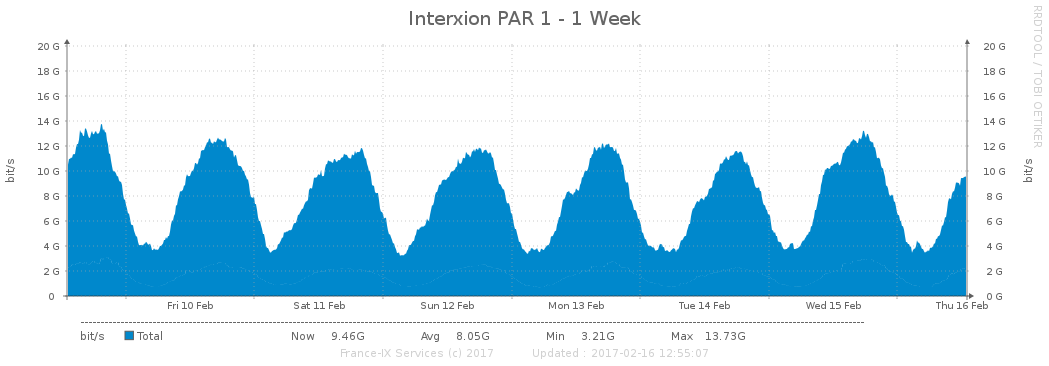 Interxion PAR 1 - 1 Week
RRDTOOL / TOBI OETIKER
bit/s
20 G 20 G
18 G 18 G
16 G 16 G
14 G 14 G
12 G 12 G
10 G 10 G
8 G 8 G
6 G 6 G
4 G 4 G
2 G 2 G
0 0 G
bit/s
Fri 10 Feb Sat 11 Feb Sun 12 Feb Mon 13 Feb Tue 14 Feb Wed 15 Feb Thu 16 Feb
bit/s Total Now 9.46G Avg 8.05G Min 3.21G Max 13.73G
France-IX Services (c) 2017 Updated : 2017-02-16 12:55:07